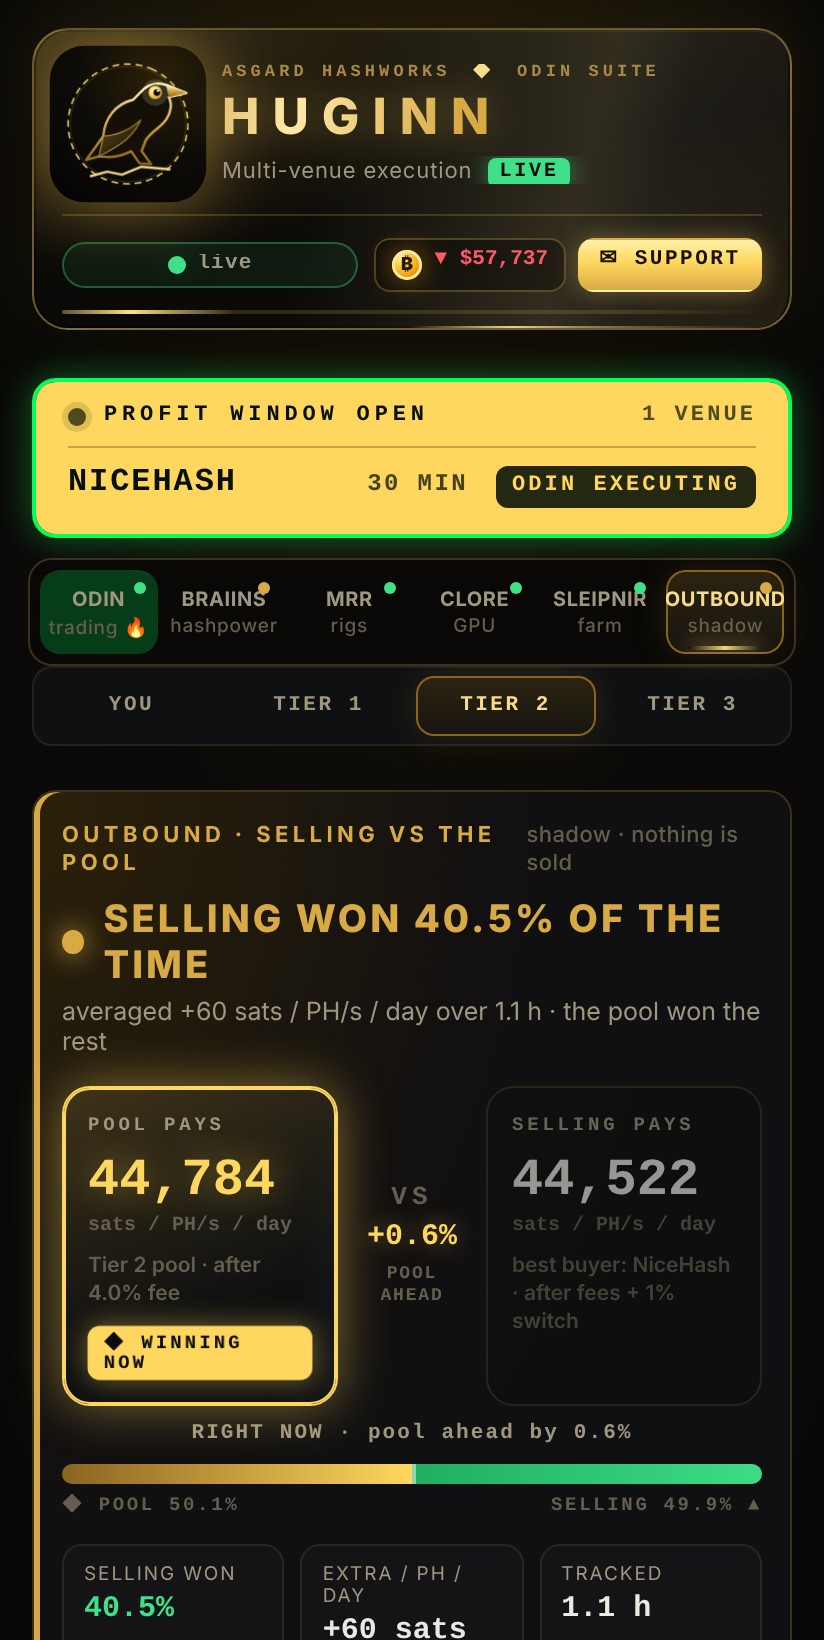 ASGARD HASHWORKS ◆ ODIN SUITE
HUGINN
Multi-venue execution LIVE
live
₿ ▼ $57,737
✉ SUPPORT
PROFIT WINDOW OPEN 1 VENUE
NICEHASH 30 MIN ODIN EXECUTING
ODIN BRAIINS MRR CLORE SLEIPNIR OUTBOUND
trading 🔥 hashpower rigs GPU farm shadow
YOU TIER 1 TIER 2 TIER 3
OUTBOUND · SELLING VS THE
POOL
shadow · nothing is
sold
SELLING WON 40.5% OF THE
TIME
averaged +60 sats / PH/s / day over 1.1 h · the pool won the
rest
POOL PAYS
44,784
sats / PH/s / day
Tier 2 pool · after
4.0% fee
◆ WINNING
NOW
VS
+0.6%
POOL
AHEAD
SELLING PAYS
44,522
sats / PH/s / day
best buyer: NiceHash
· after fees + 1%
switch
RIGHT NOW · pool ahead by 0.6%
◆ POOL 50.1% SELLING 49.9% ▲
SELLING WON
40.5%
EXTRA / PH /
DAY
+60 sats
TRACKED
1.1 h